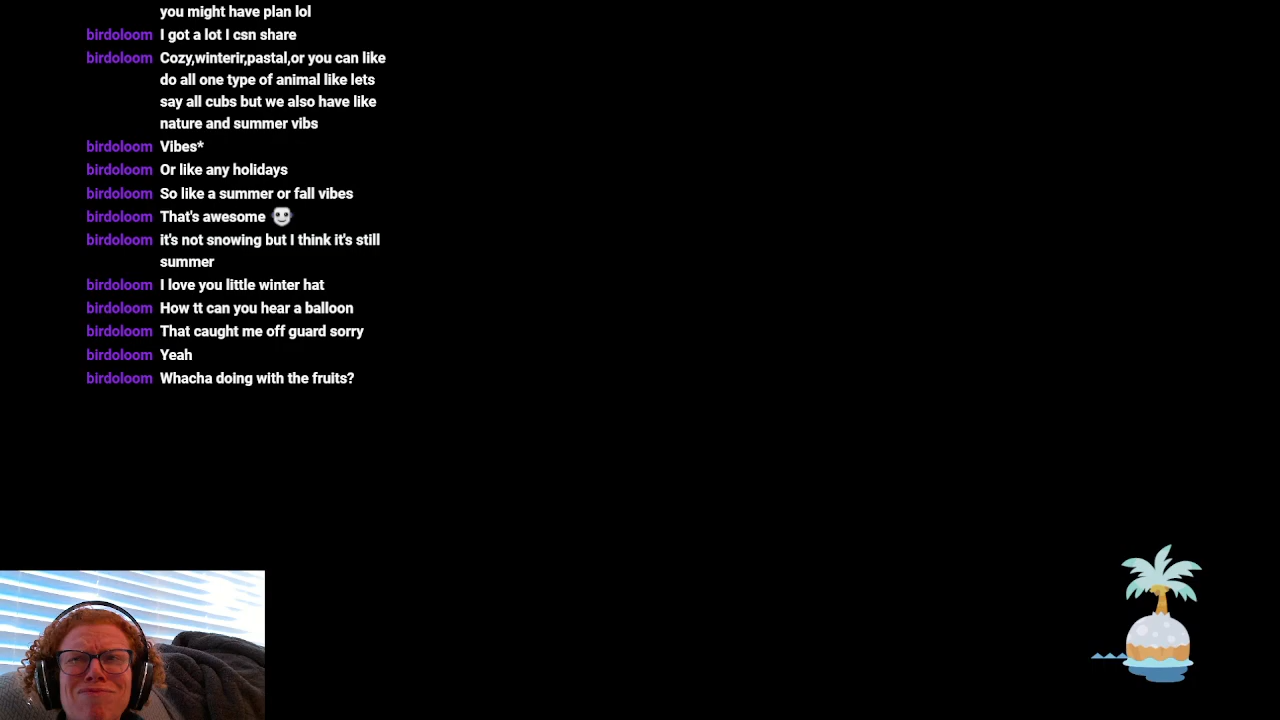 you might have plan lol
birdoloom I got a lot I csn share
birdoloom Cozy,winterir,pastal,or you can like
do all one type of animal like lets
say all cubs but we also have like
nature and summer vibs
birdoloom Vibes*
birdoloom Or like any holidays
birdoloom So like a summer or fall vibes
birdoloom That's awesome
birdoloom it's not snowing but I think it's still
summer
birdoloom I love you little winter hat
birdoloom How tt can you hear a balloon
birdoloom That caught me off guard sorry
birdoloom Yeah
birdoloom Whacha doing with the fruits?